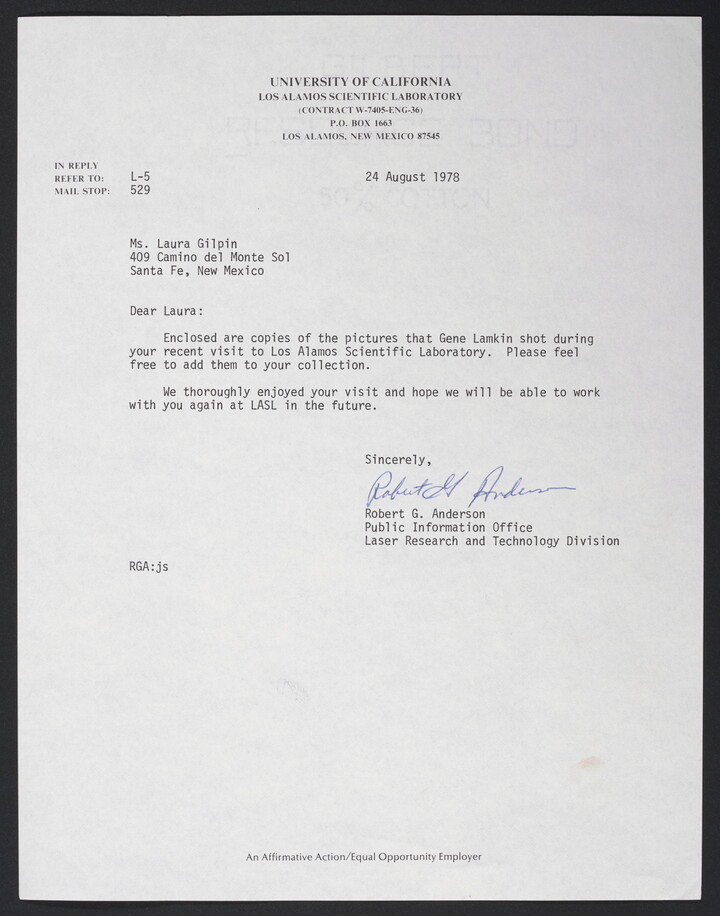 UNIVERSITY OF CALIFORNIA
LOS ALAMOS SCIENTIFIC LABORATORY
(CONTRACT W-7405-ENG-36)
P.O. BOX 1663
LOS ALAMOS, NEW MEXICO 87545
IN REPLY
REFER TO: L-5
MAIL STOP: 529
24 August 1978
Ms. Laura Gilpin
409 Camino del Monte Sol
Santa Fe, New Mexico
Dear Laura:
Enclosed are copies of the pictures that Gene Lamkin shot during
your recent visit to Los Alamos Scientific Laboratory. Please feel
free to add them to your collection.
We thoroughly enjoyed your visit and hope we will be able to work
with you again at LASL in the future.
Sincerely,
Robert G Anderson
Robert G. Anderson
Public Information Office
Laser Research and Technology Division
RGA:js
An Affirmative Action/Equal Opportunity Employer